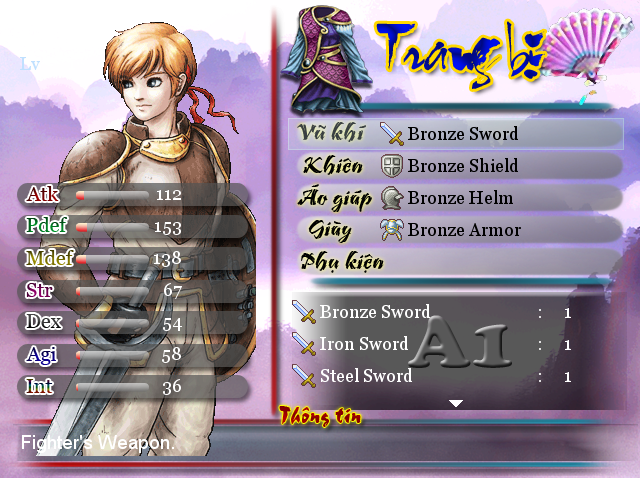 Lv
Trang bị
Vũ khí Bronze Sword
Khiên Bronze Shield
Áo giúp Bronze Helm
Giày Bronze Armor
Phụ kiện
Atk 112
Pdef 153
Mdef 138
Str 67
Dex 54
Agi 58
Int 36
Bronze Sword : 1
Iron Sword : 1
Steel Sword : 1
A1
Thông tin
Fighter's Weapon.